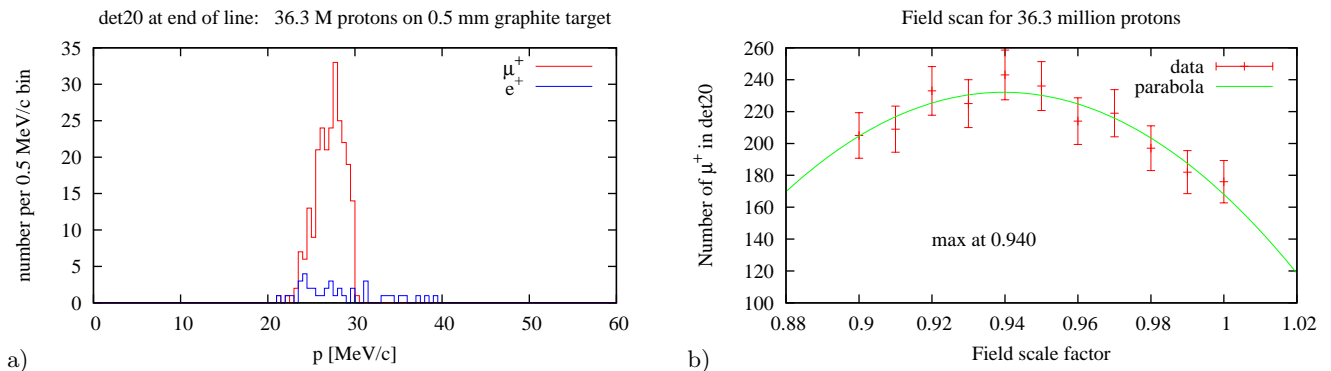 det20 at end of line: 36.3 M protons on 0.5 mm graphite target
number per 0.5 MeV/c bin
35
30
25
20
15
10
5
0
μ⁺
e⁺
0 10 20 30 40 50 60
p [MeV/c]
a)
Field scan for 36.3 million protons
Number of μ⁺ in det20
260
240
220
200
180
160
140
120
100
data
parabola
max at 0.940
0.88 0.9 0.92 0.94 0.96 0.98 1 1.02
Field scale factor
b)